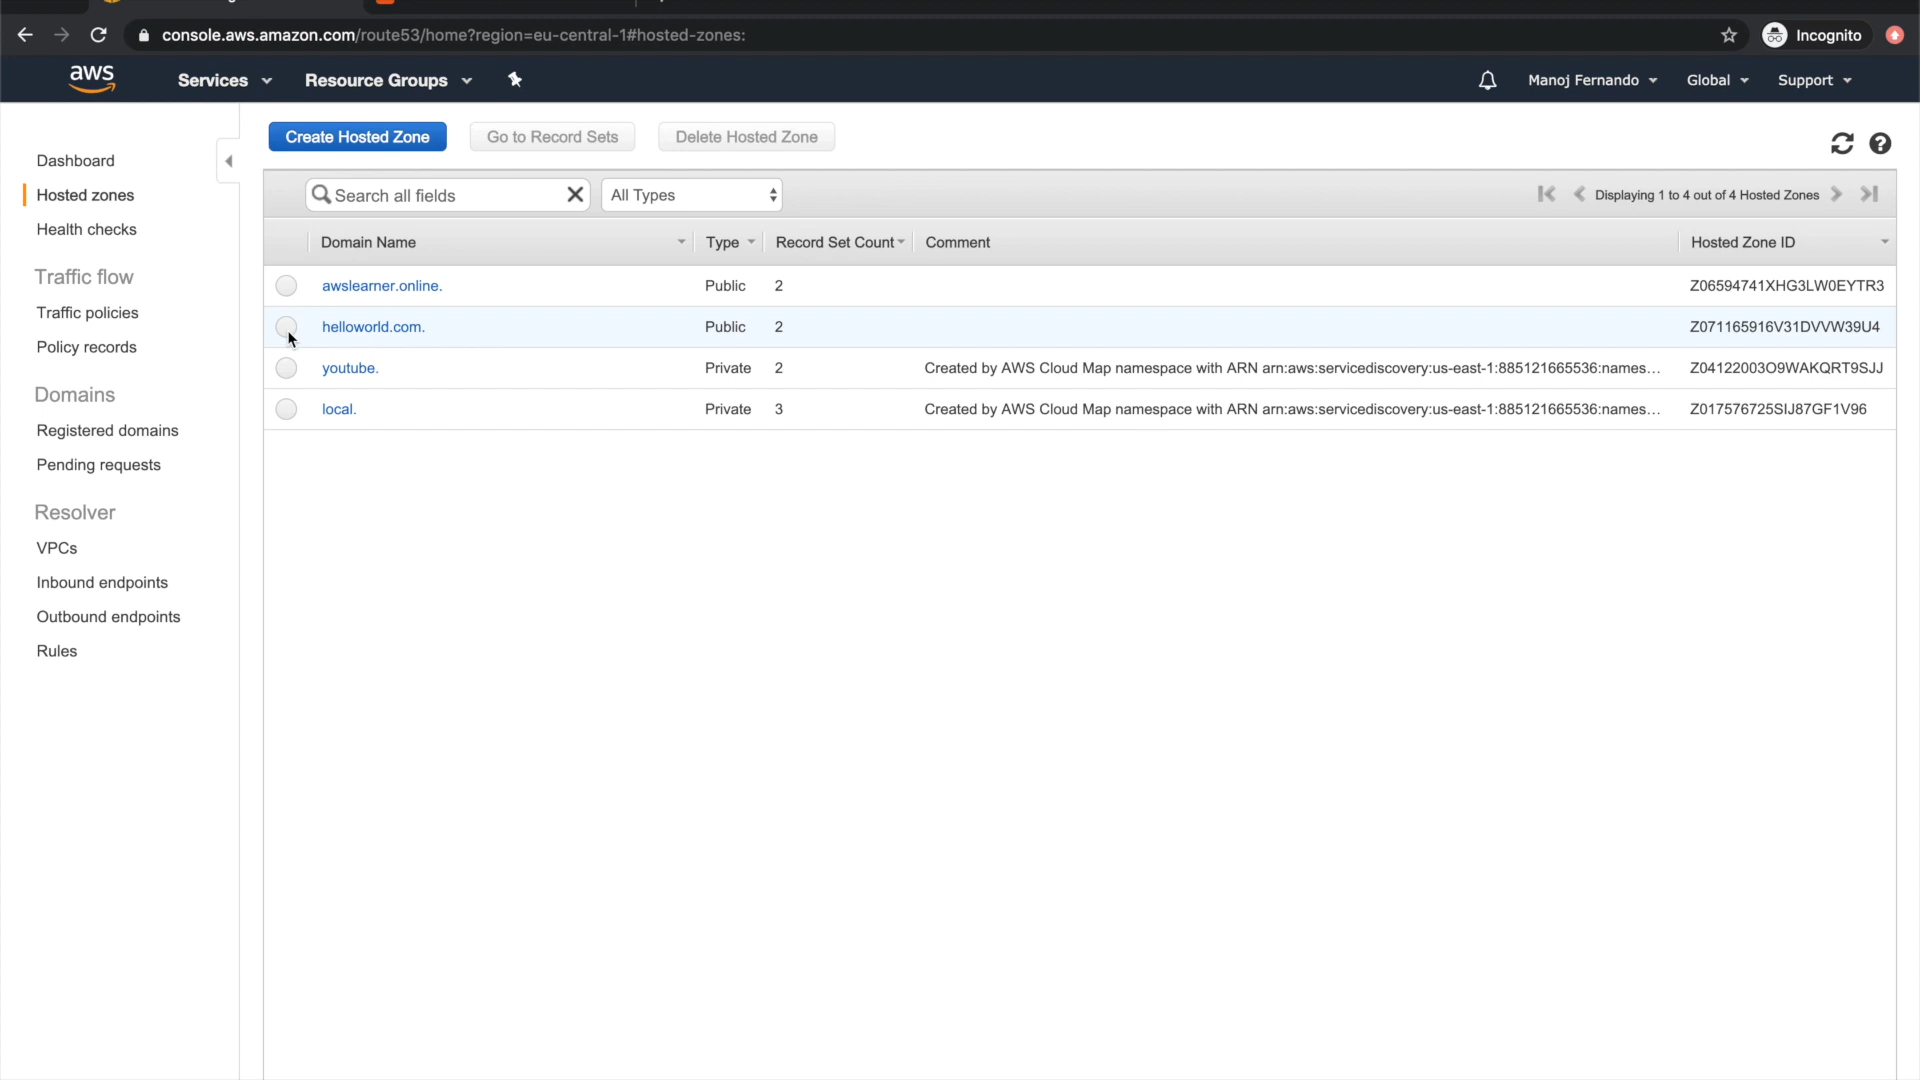 console.aws.amazon.com/route53/home?region=eu-central-1#hosted-zones:
Incognito
aws
Services
Resource Groups
Manoj Fernando
Global
Support
Dashboard
Hosted zones
Health checks
Traffic flow
Traffic policies
Policy records
Domains
Registered domains
Pending requests
Resolver
VPCs
Inbound endpoints
Outbound endpoints
Rules
Create Hosted Zone
Go to Record Sets
Delete Hosted Zone
Search all fields
All Types
Displaying 1 to 4 out of 4 Hosted Zones
Domain Name Type Record Set Count Comment Hosted Zone ID
awslearner.online. Public 2 Z06594741XHG3LW0EYTR3
helloworld.com. Public 2 Z071165916V31DVVW39U4
youtube. Private 2 Created by AWS Cloud Map namespace with ARN arn:aws:servicediscovery:us-east-1:885121665536:names... Z04122003O9WAKQRT9SJJ
local. Private 3 Created by AWS Cloud Map namespace with ARN arn:aws:servicediscovery:us-east-1:885121665536:names... Z017576725SIJ87GF1V96